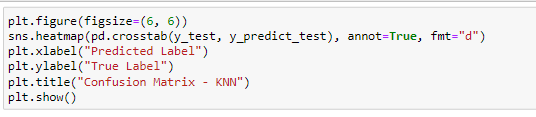 plt.figure(figsize=(6, 6))
sns.heatmap(pd.crosstab(y_test, y_predict_test), annot=True, fmt="d")
plt.xlabel("Predicted Label")
plt.ylabel("True Label")
plt.title("Confusion Matrix - KNN")
plt.show()